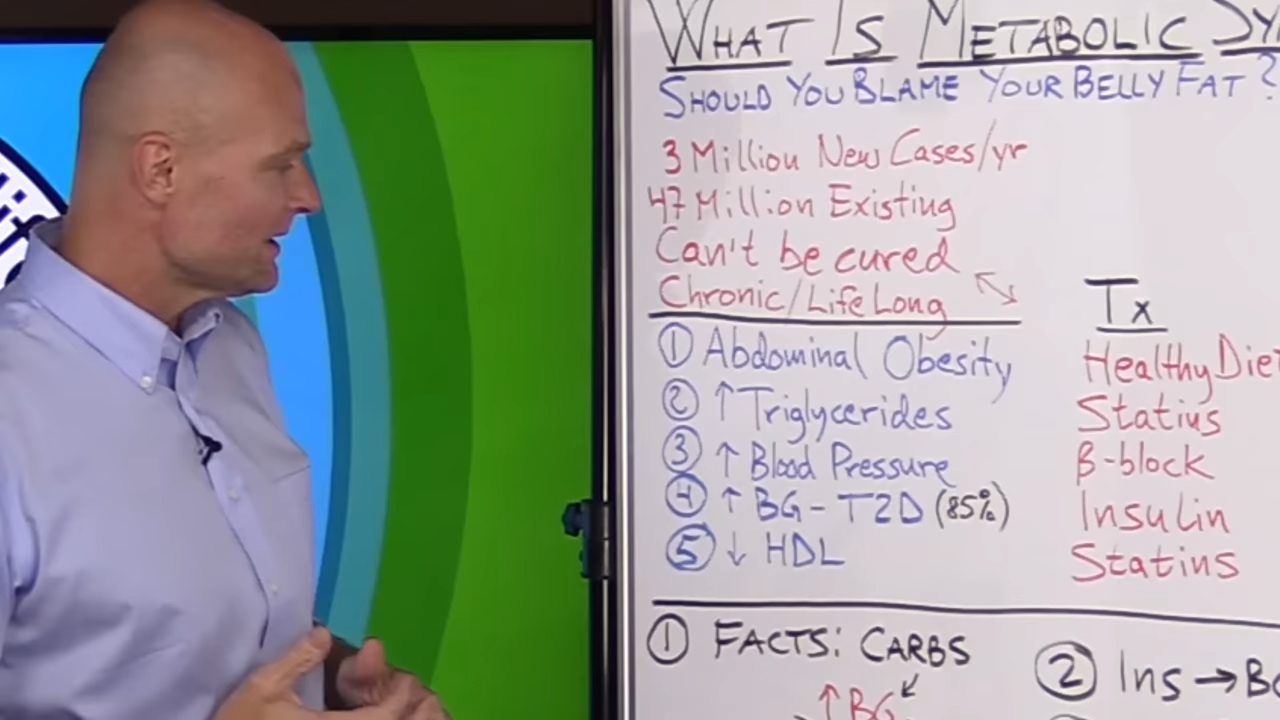 WHAT IS METABOLIC SY
SHOULD YOU BLAME YOUR BELLY FAT?
3 Million New Cases/yr
47 Million Existing
Can't be cured
Chronic/Life Long
Tx
① Abdominal Obesity Healthy Diet
② ↑ Triglycerides Statins
③ ↑ Blood Pressure β-block
④ ↑ BG - T2D (85%) Insulin
⑤ ↓ HDL Statins
① FACTS: CARBS
② Ins →
↑ BG